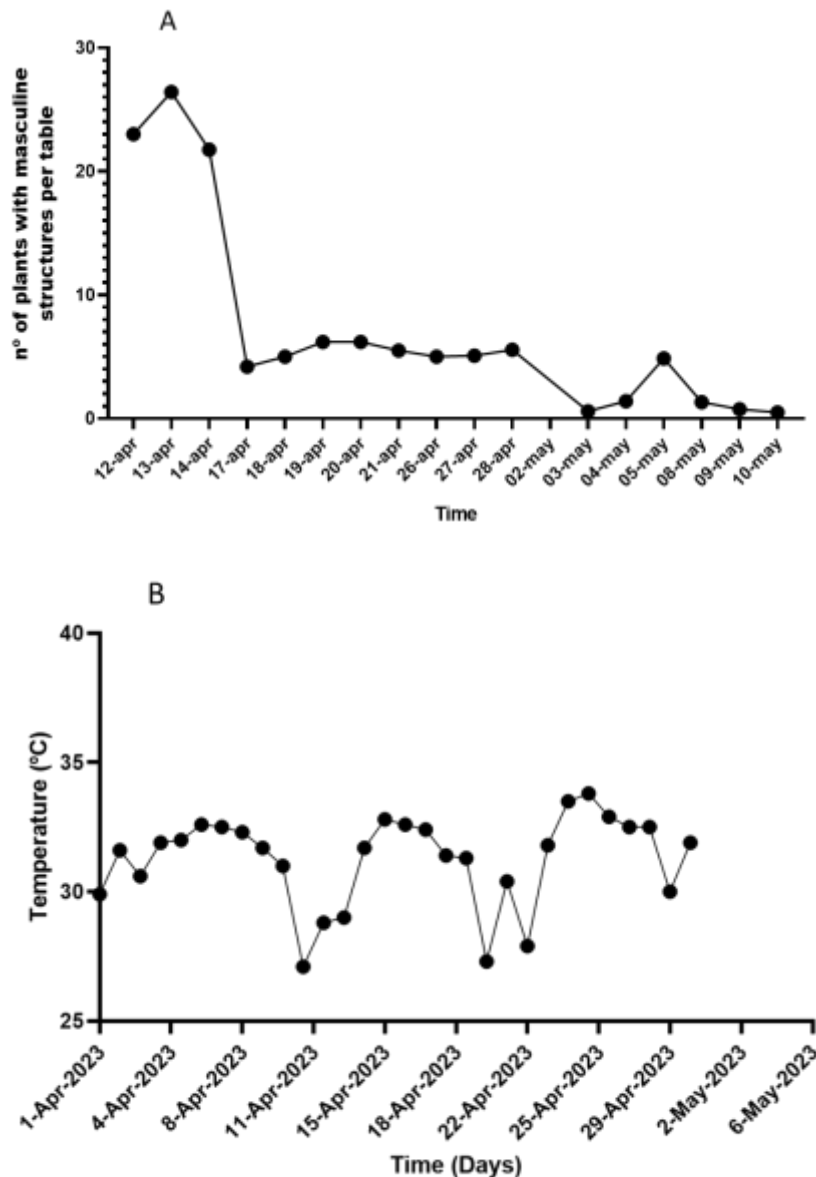 A
nº of plants with masculine
structures per table
30
20
10
0
12-apr
13-apr
14-apr
17-apr
18-apr
19-apr
20-apr
21-apr
26-apr
27-apr
28-apr
02-may
03-may
04-may
05-may
08-may
09-may
10-may
Time
B
Temperature (ºC)
40
35
30
25
1-Apr-2023
4-Apr-2023
8-Apr-2023
11-Apr-2023
15-Apr-2023
18-Apr-2023
22-Apr-2023
25-Apr-2023
29-Apr-2023
2-May-2023
6-May-2023
Time (Days)